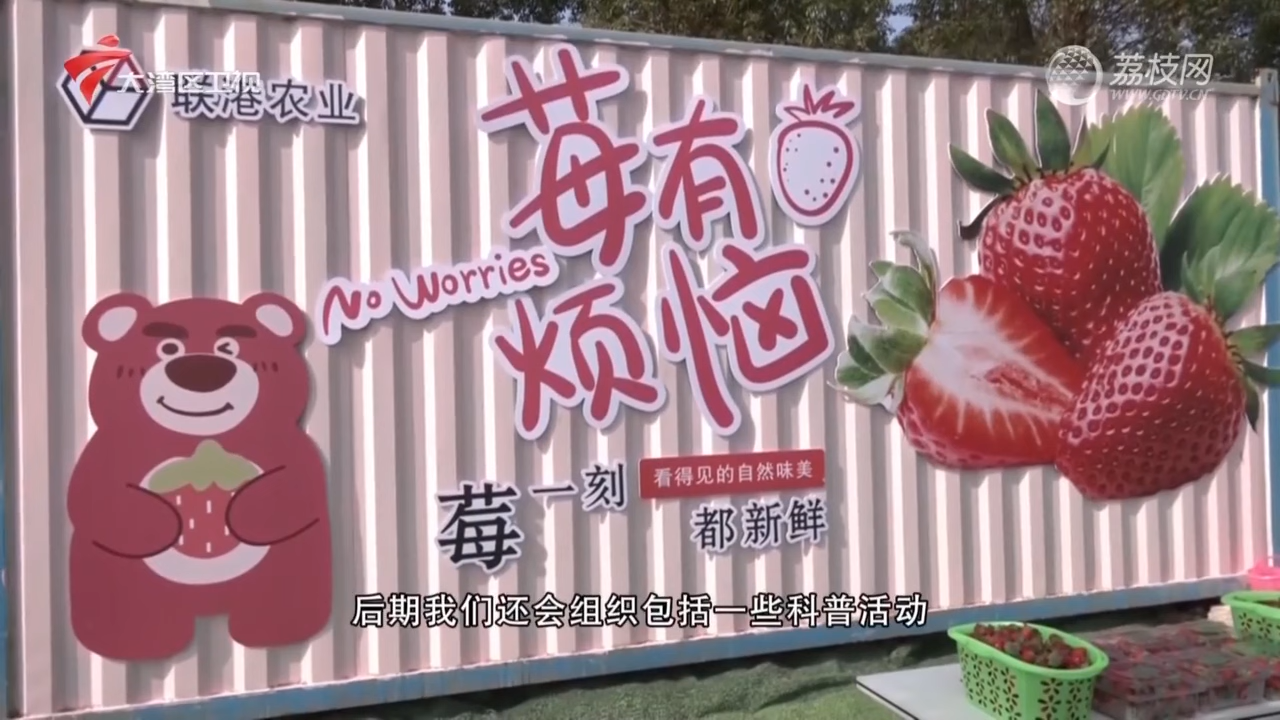 大湾区卫视
联港农业
荔枝网
WWW.GDTV.CN
莓有
No Worries
烦恼
看得见的自然味美
莓一刻
都新鲜
后期我们还会组织包括一些科普活动